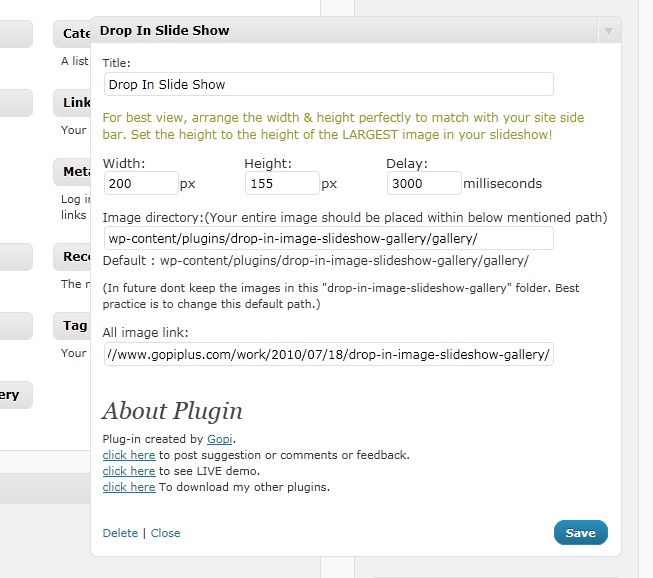 Drop In Slide Show
Title:
Drop In Slide Show
For best view, arrange the width & height perfectly to match with your site side
bar. Set the height to the height of the LARGEST image in your slideshow!
Width: Height: Delay:
200 px 155 px 3000 milliseconds
Image directory:(Your entire image should be placed within below mentioned path)
wp-content/plugins/drop-in-image-slideshow-gallery/gallery/
Default : wp-content/plugins/drop-in-image-slideshow-gallery/gallery/
(In future dont keep the images in this "drop-in-image-slideshow-gallery" folder. Best
practice is to change this default path.)
All image link:
//www.gopiplus.com/work/2010/07/18/drop-in-image-slideshow-gallery/
About Plugin
Plug-in created by Gopi.
click here to post suggestion or comments or feedback.
click here to see LIVE demo.
click here To download my other plugins.
Delete | Close
Save
Cate
A list
Link
Your
Meta
Log in
links
Rece
The m
Tag
Your
ery